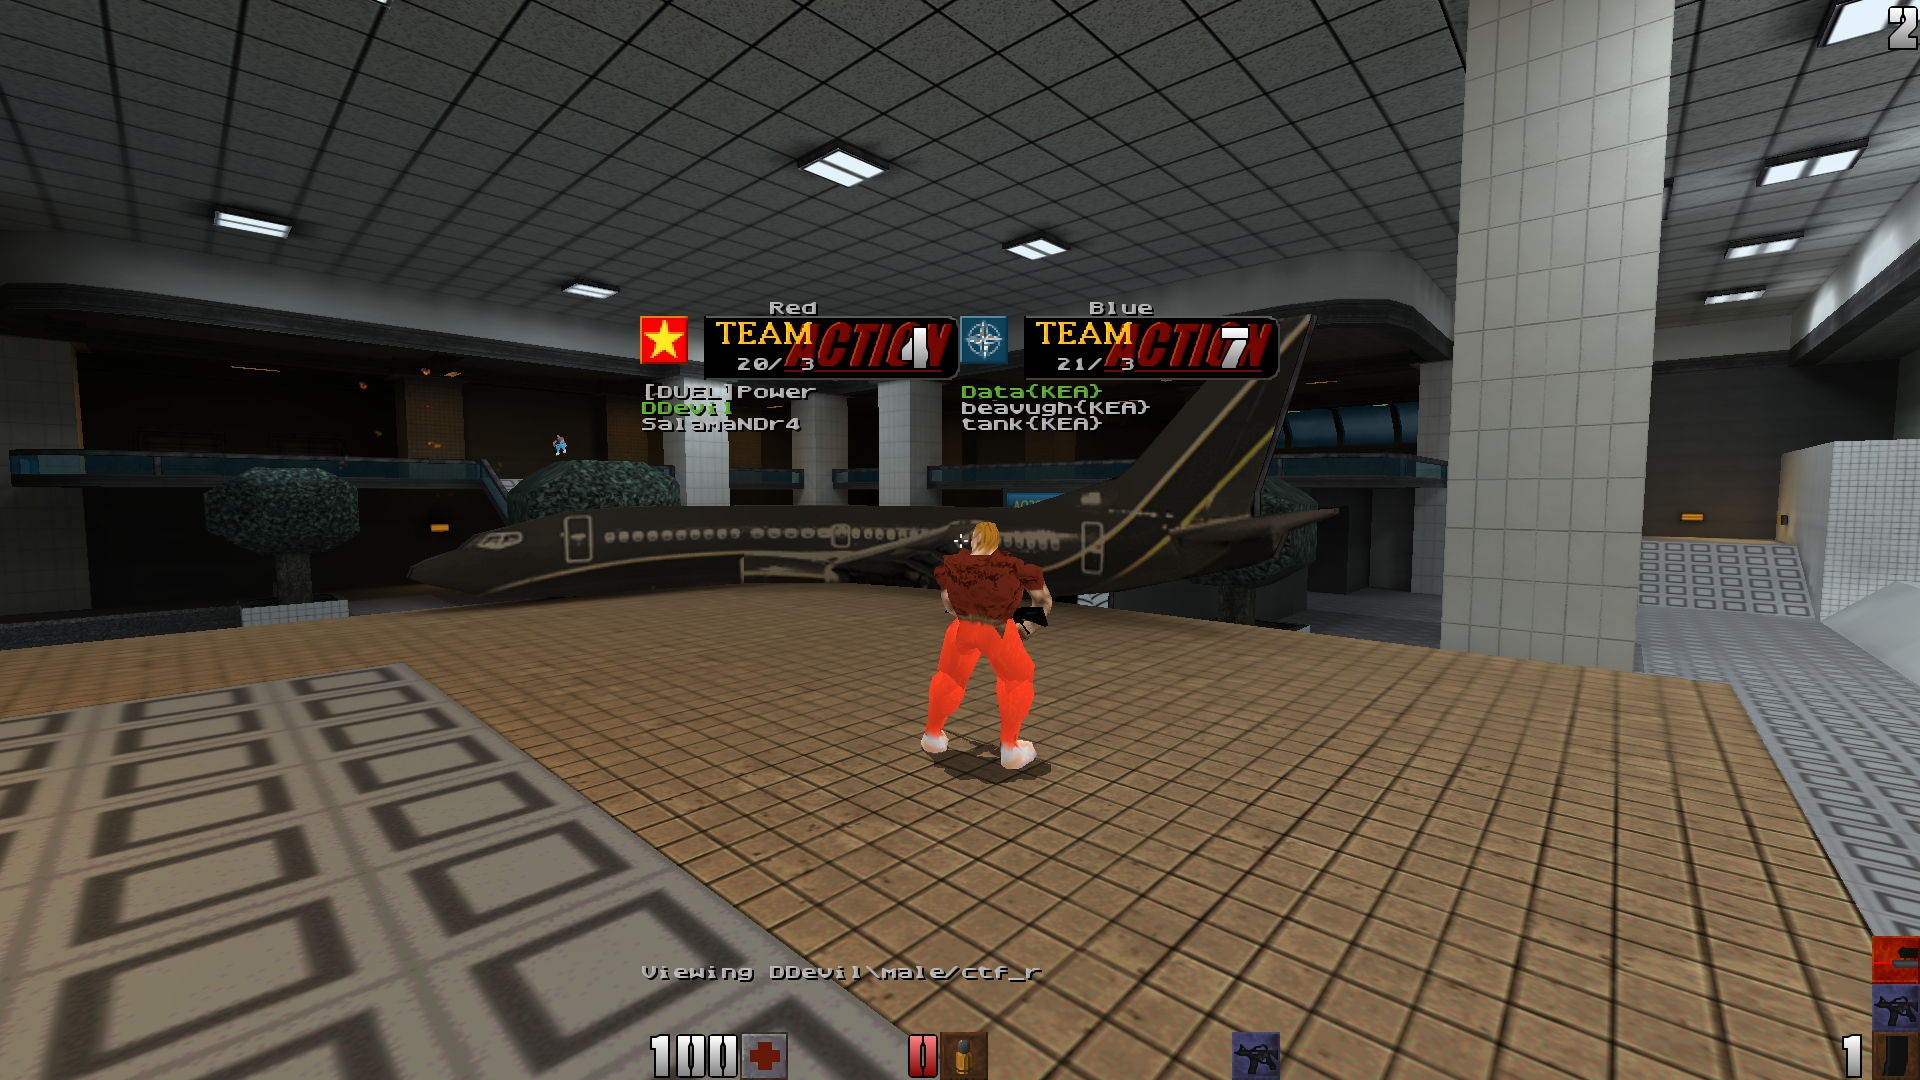 2
Red Blue
TEAM ACTION 4 TEAM ACTION 7
20/ 3 21/ 3
[DUEL]Power Data{KEA}
DDevil beavugh{KEA}
SalamaNDr4 tank{KEA}
Viewing DDevil\male/ctf_r
100 0 1